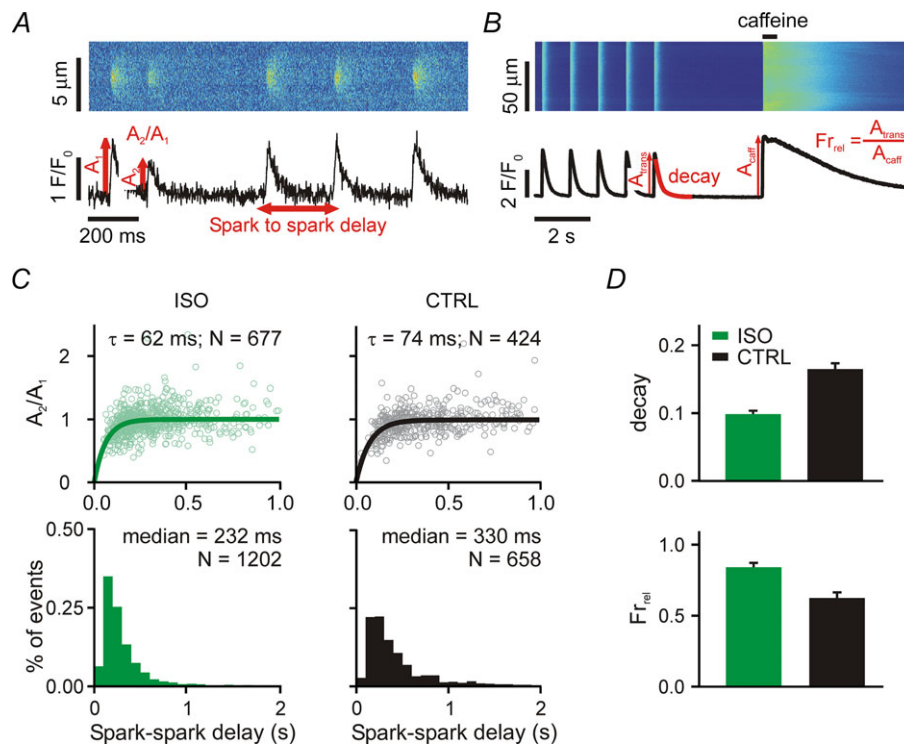 A
5 µm
1 F/F0
A1
A2/A1
A2
Spark to spark delay
200 ms
B
caffeine
50 µm
2 F/F0
Atrans
decay
Acaff
Frrel = Atrans
Acaff
2 s
C
ISO
τ = 62 ms; N = 677
A2/A1
2
1
0
0.0
0.5
1.0
CTRL
τ = 74 ms; N = 424
0.0
0.5
1.0
median = 232 ms
N = 1202
% of events
0.50
0.25
0.00
0
1
2
Spark-spark delay (s)
median = 330 ms
N = 658
0
1
2
Spark-spark delay (s)
D
ISO
CTRL
decay
0.2
0.1
0.0
Frrel
1.0
0.5
0